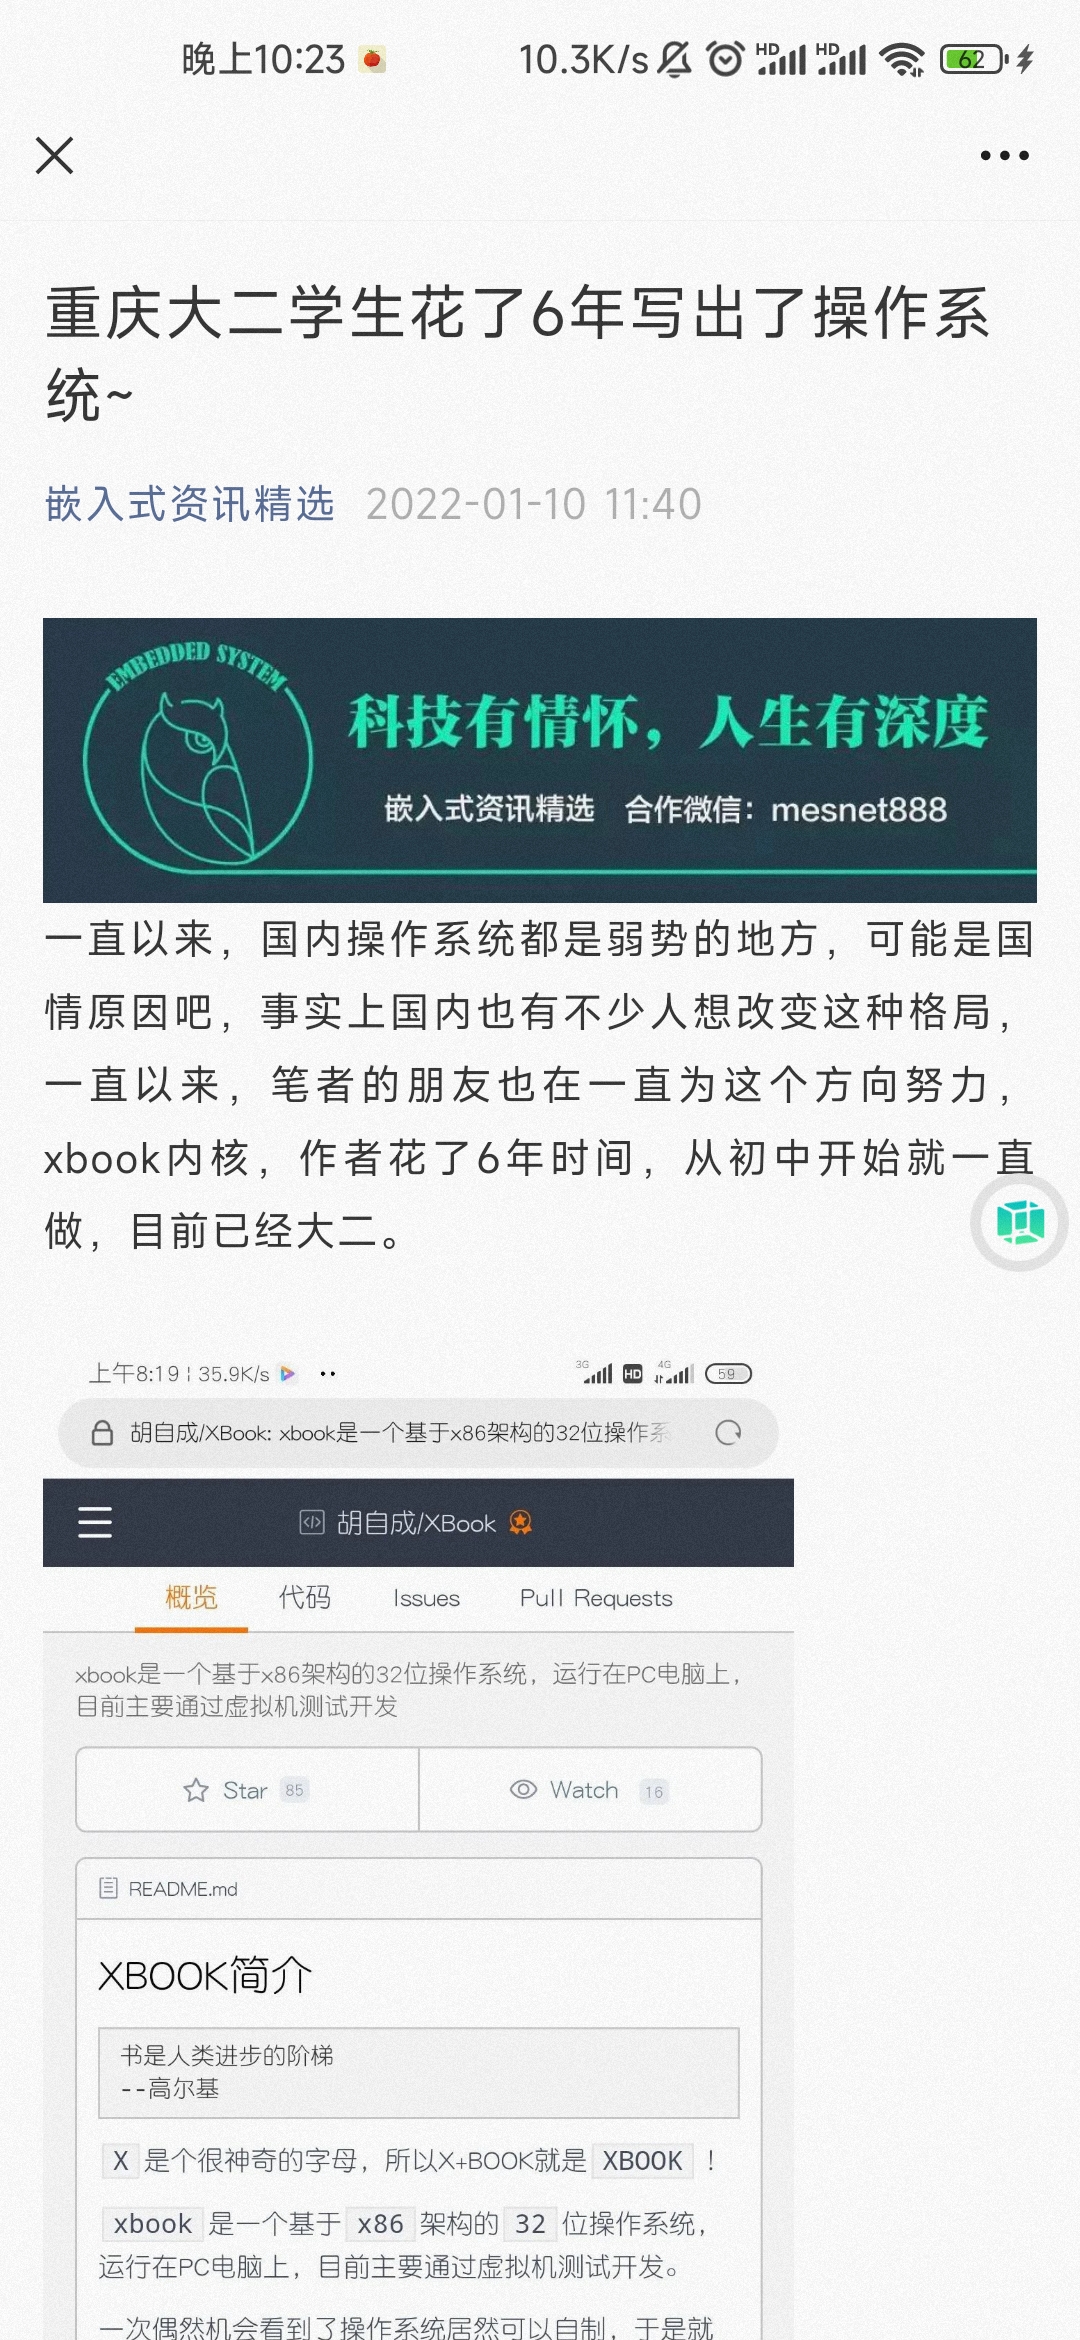 晚上10:23 10.3K/s HD HD 62
重庆大二学生花了6年写出了操作系
统~
嵌入式资讯精选 2022-01-10 11:40
EMBEDDED SYSTEM
科技有情怀，人生有深度
嵌入式资讯精选 合作微信：mesnet888
一直以来，国内操作系统都是弱势的地方，可能是国
情原因吧，事实上国内也有不少人想改变这种格局，
一直以来，笔者的朋友也在一直为这个方向努力，
xbook内核，作者花了6年时间，从初中开始就一直
做，目前已经大二。
上午8:19 | 35.9K/s 3G HD 4G 59
胡自成/XBook: xbook是一个基于x86架构的32位操作系
胡自成/XBook
概览 代码 Issues Pull Requests
xbook是一个基于x86架构的32位操作系统，运行在PC电脑上，
目前主要通过虚拟机测试开发
Star 85 Watch 16
README.md
XBOOK简介
书是人类进步的阶梯
--高尔基
X 是个很神奇的字母，所以X+BOOK就是 XBOOK ！
xbook 是一个基于 x86 架构的 32 位操作系统，
运行在PC电脑上，目前主要通过虚拟机测试开发。
一次偶然机会看到了操作系统居然可以自制，于是就